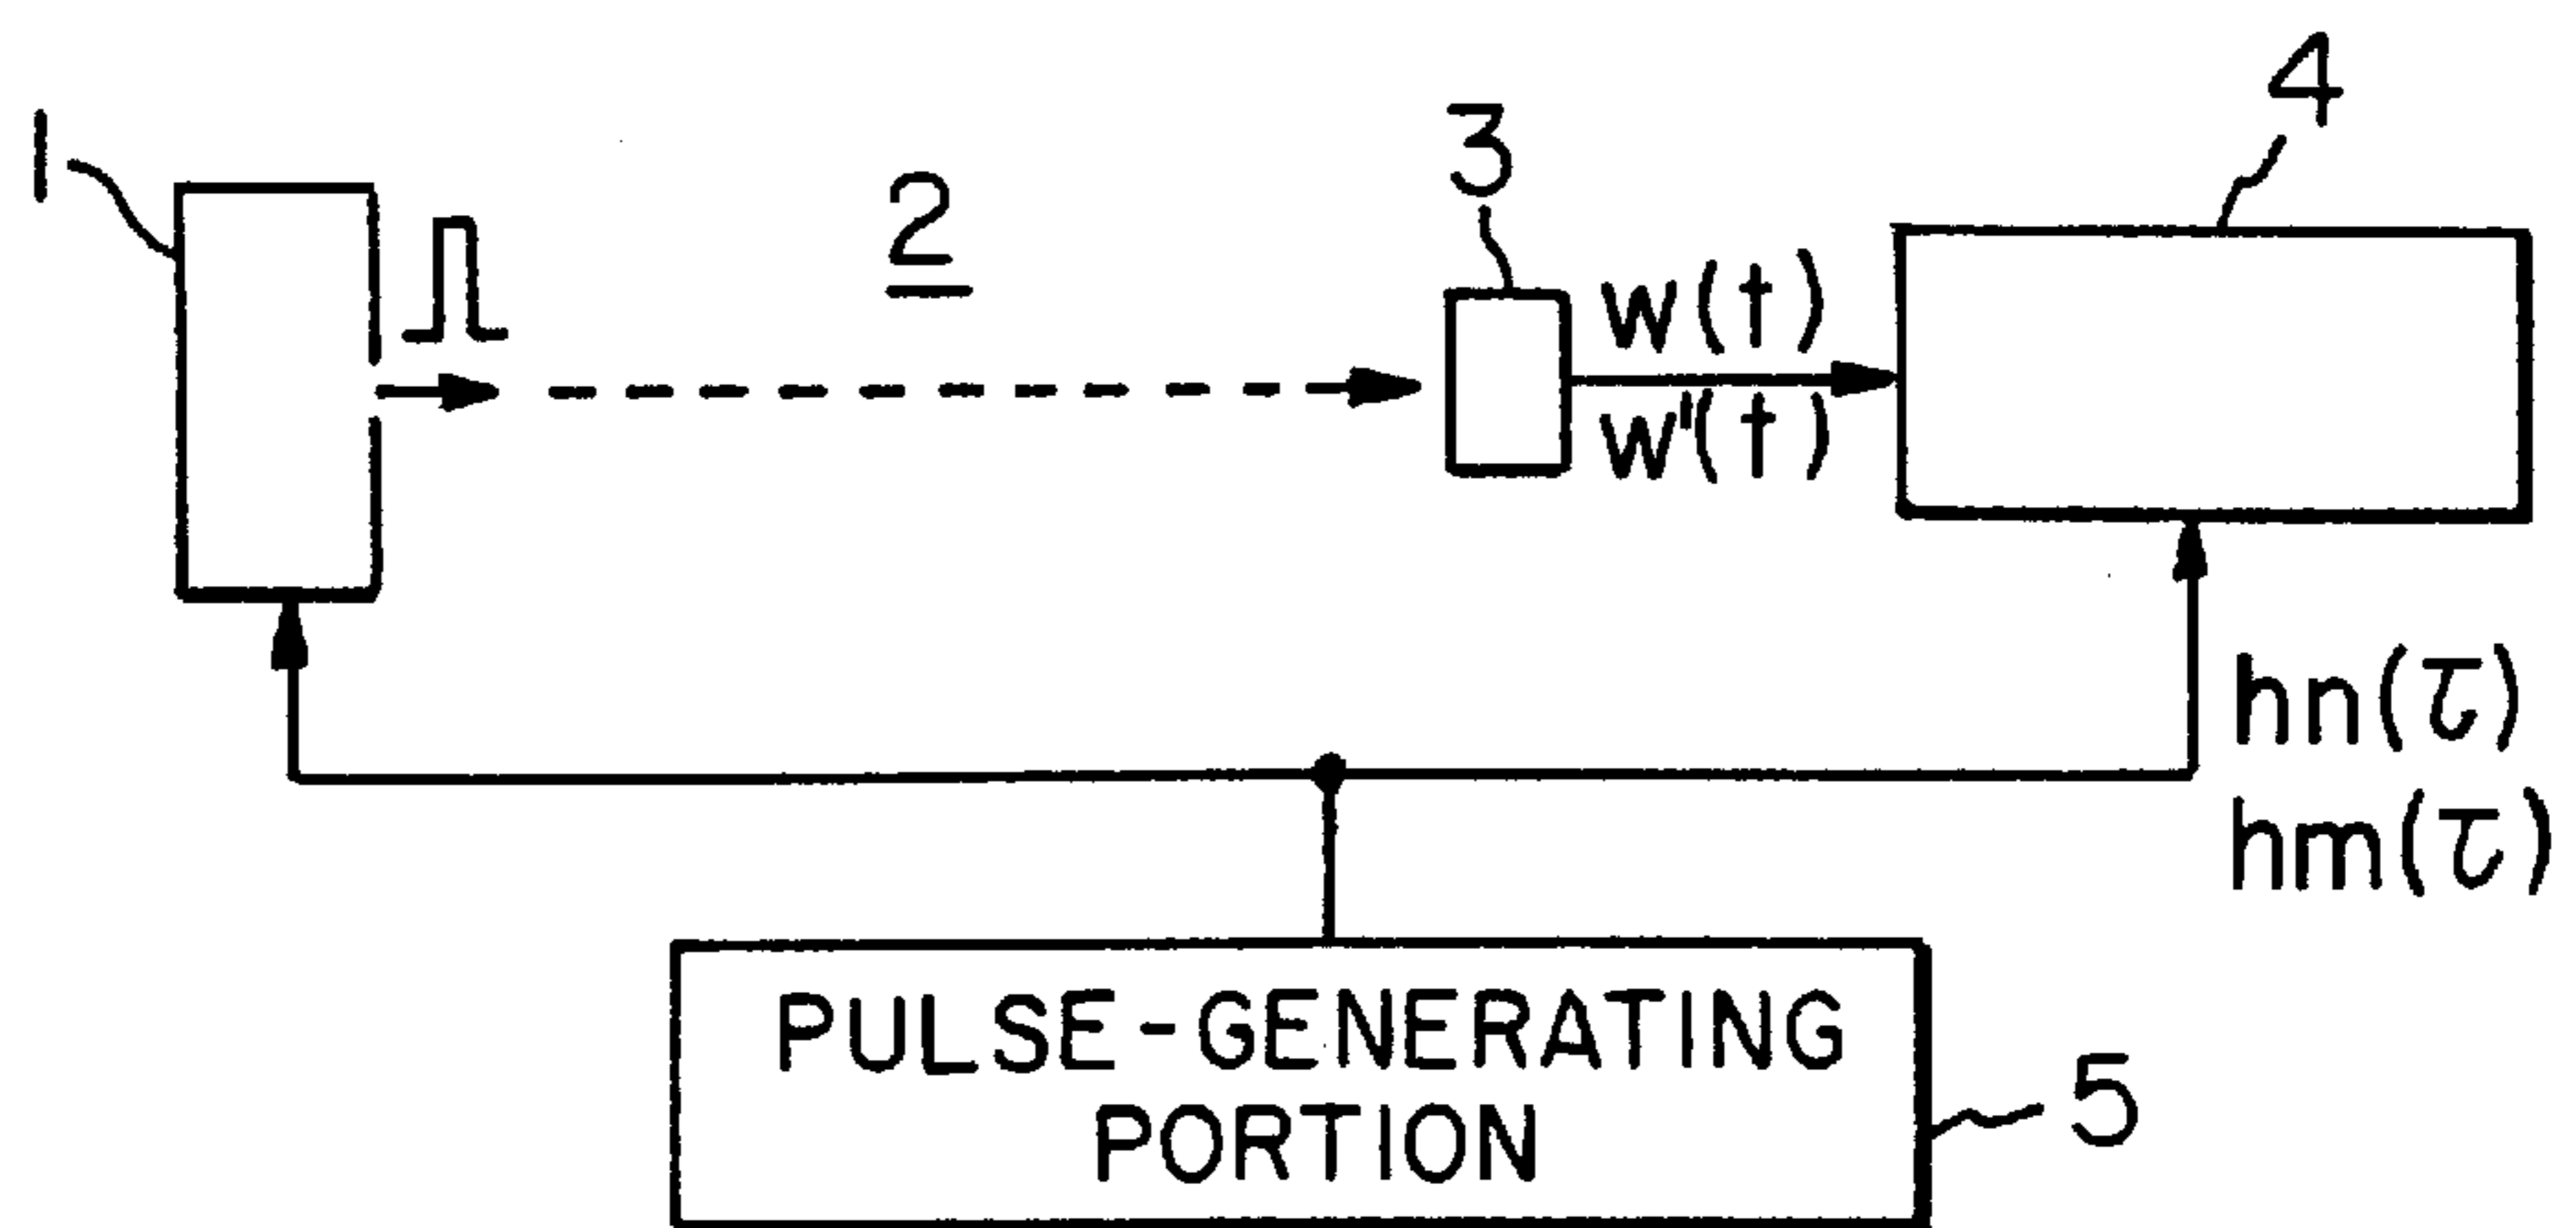 1
2
3
4
W(t)
W'(t)
hn(τ)
hm(τ)
PULSE-GENERATING
PORTION
5